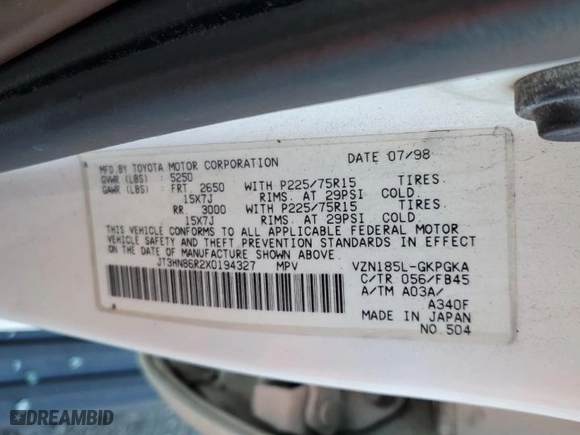 MFD.BY TOYOTA MOTOR CORPORATION DATE 07/98
GVWR (LBS) 5250
GAWR (LBS) FRT 2650 WITH P225/75R15 TIRES.
15X7J RIMS. AT 29PSI COLD.
RR 3000 WITH P225/75R15 TIRES.
15X7J RIMS. AT 29PSI COLD.
THIS VEHICLE CONFORMS TO ALL APPLICABLE FEDERAL MOTOR
VEHICLE SAFETY AND THEFT PREVENTION STANDARDS IN EFFECT
ON THE DATE OF MANUFACTURE SHOWN ABOVE.
JT3HN86R2X0194327 MPV VZN185L-GKPGKA
C/TR 056/FB45
A/TM A03A/
A340F
MADE IN JAPAN
NO.504
DREAMBID